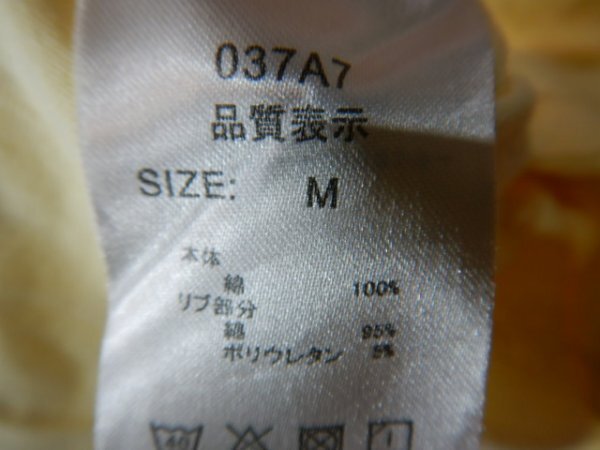 037A7
品質表示
SIZE: M
本体
綿 100%
リブ部分
綿 95%
ポリウレタン 5%
40